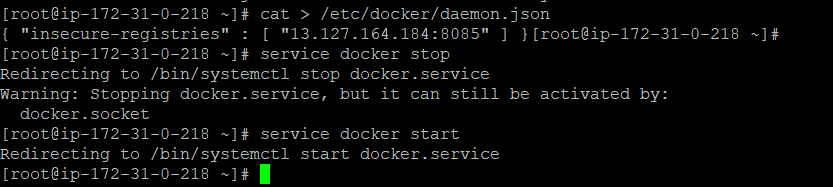 [root@ip-172-31-0-218 ~]# cat > /etc/docker/daemon.json
{ "insecure-registries" : [ "13.127.164.184:8085" ] }[root@ip-172-31-0-218 ~]#
[root@ip-172-31-0-218 ~]# service docker stop
Redirecting to /bin/systemctl stop docker.service
Warning: Stopping docker.service, but it can still be activated by:
  docker.socket
[root@ip-172-31-0-218 ~]# service docker start
Redirecting to /bin/systemctl start docker.service
[root@ip-172-31-0-218 ~]#